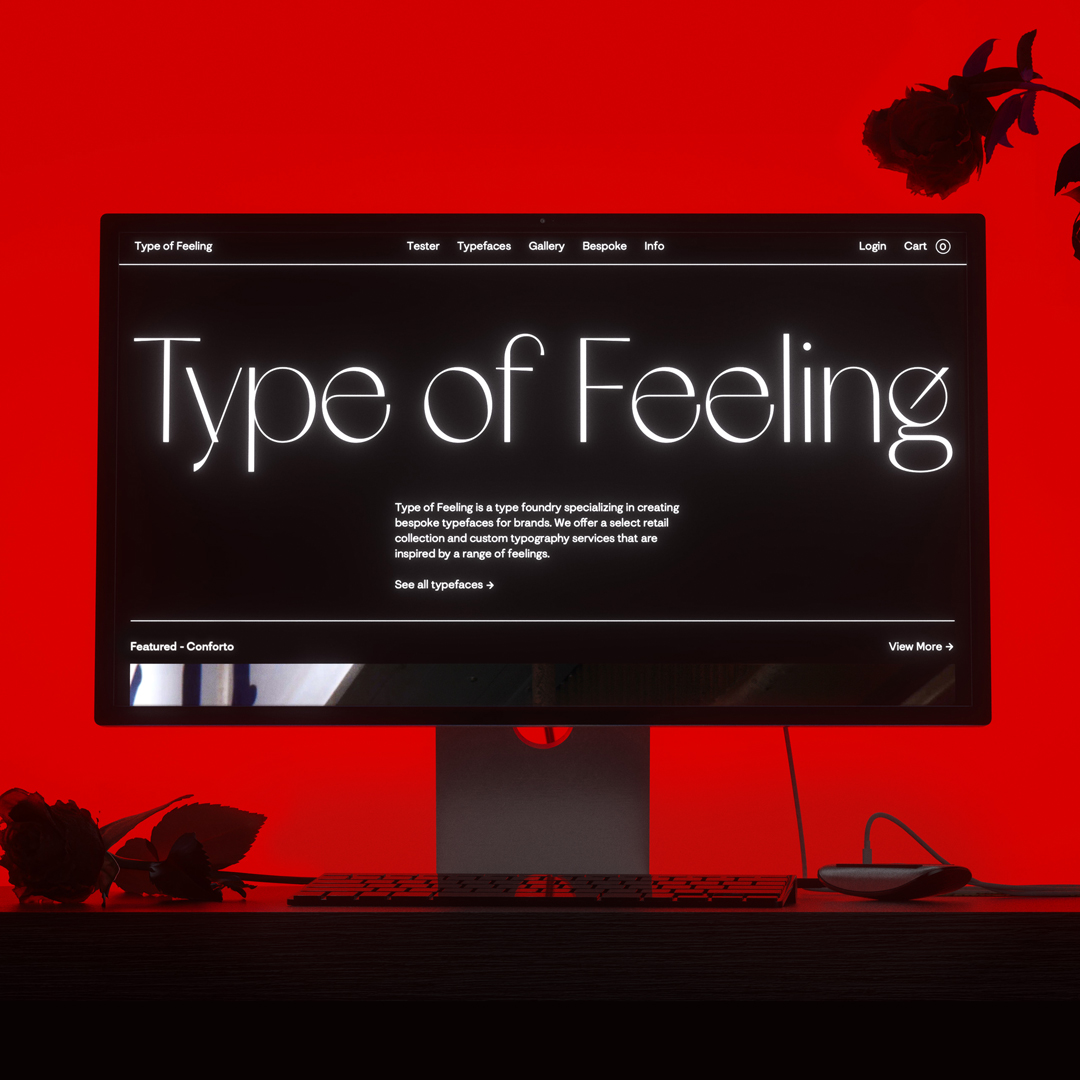 Type of Feeling Tester Typefaces Gallery Bespoke Info Login Cart 0
Type of Feeling
Type of Feeling is a type foundry specializing in creating
bespoke typefaces for brands. We offer a select retail
collection and custom typography services that are
inspired by a range of feelings.
See all typefaces →
Featured - Conforto View More →